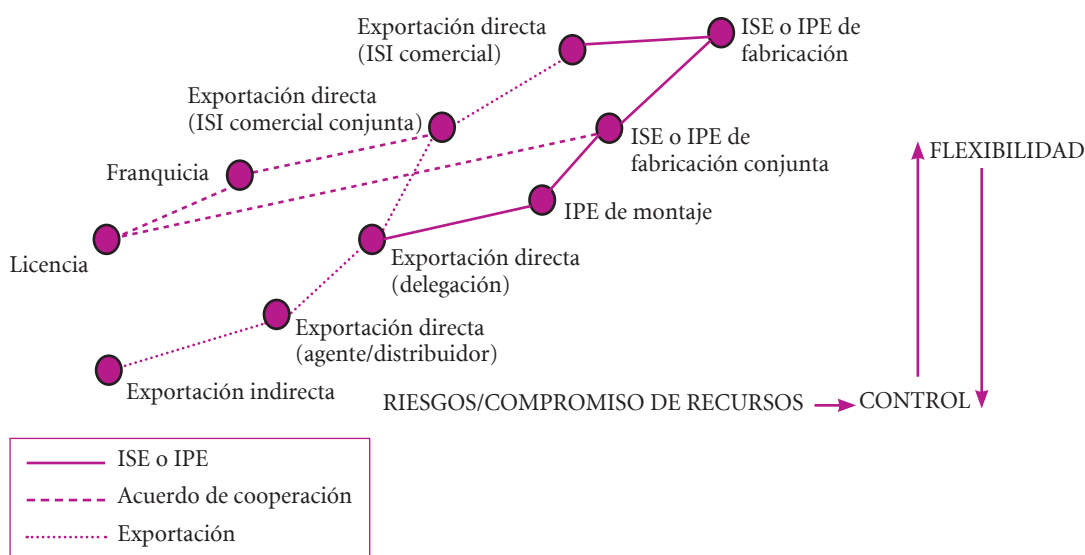 Exportación directa
(ISI comercial)
ISE o IPE de
fabricación
Exportación directa
(ISI comercial conjunta)
ISE o IPE de
fabricación conjunta
FLEXIBILIDAD
Franquicia
IPE de montaje
Licencia
Exportación directa
(delegación)
Exportación directa
(agente/distribuidor)
Exportación indirecta
RIESGOS/COMPROMISO DE RECURSOS
CONTROL
ISE o IPE
Acuerdo de cooperación
Exportación